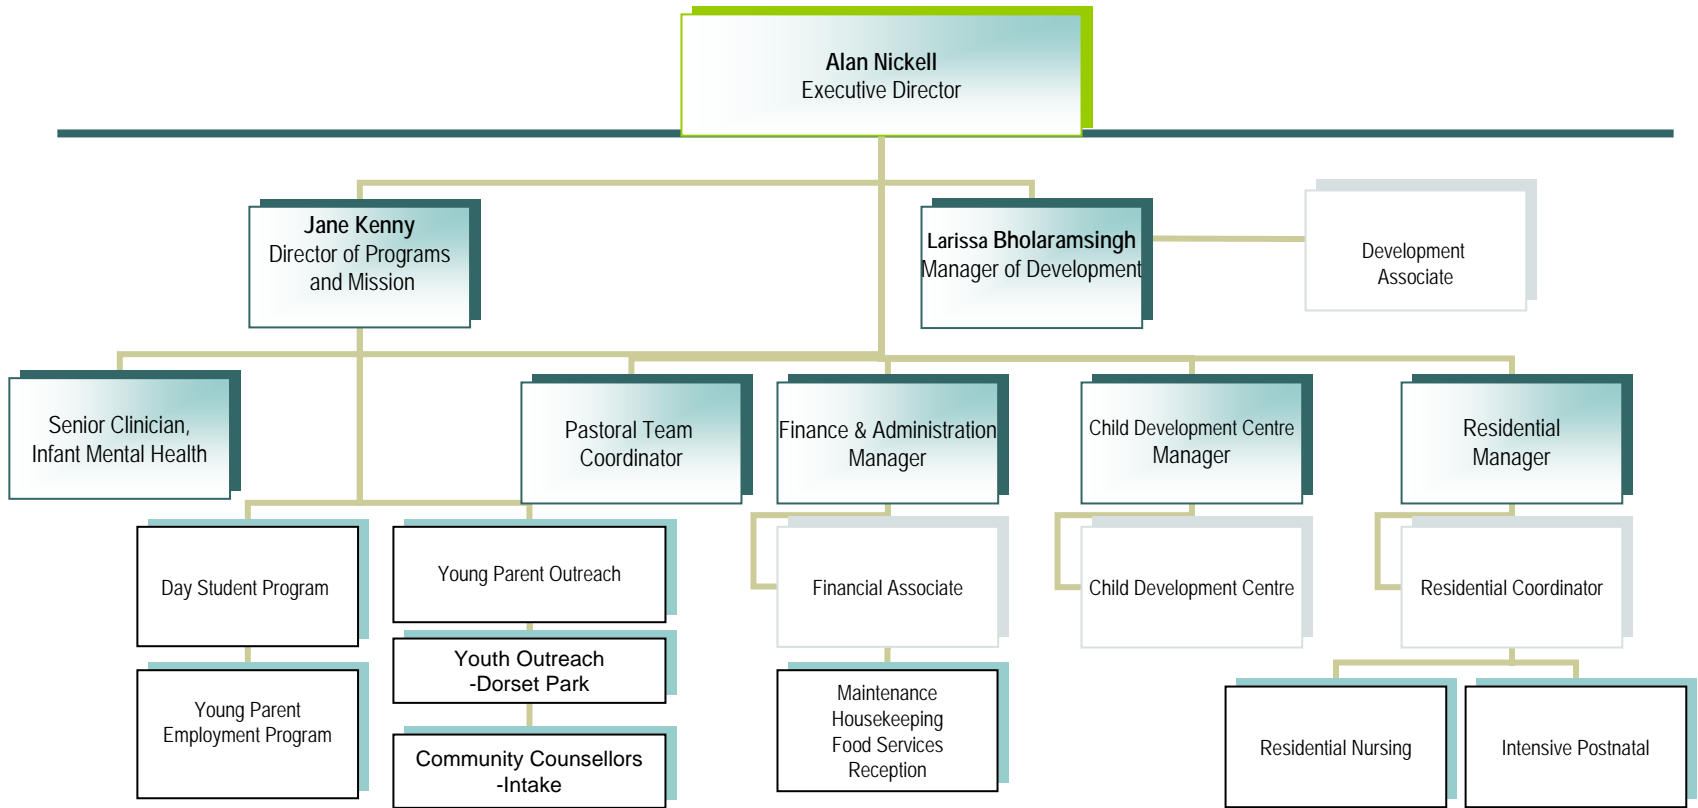 Alan Nickell
Executive Director
Jane Kenny
Director of Programs
and Mission
Larissa Bholaramsingh
Manager of Development
Development
Associate
Senior Clinician,
Infant Mental Health
Pastoral Team
Coordinator
Finance & Administration
Manager
Child Development Centre
Manager
Residential
Manager
Day Student Program
Young Parent Outreach
Financial Associate
Child Development Centre
Residential Coordinator
Youth Outreach
-Dorset Park
Young Parent
Employment Program
Community Counsellors
-Intake
Maintenance
Housekeeping
Food Services
Reception
Residential Nursing
Intensive Postnatal